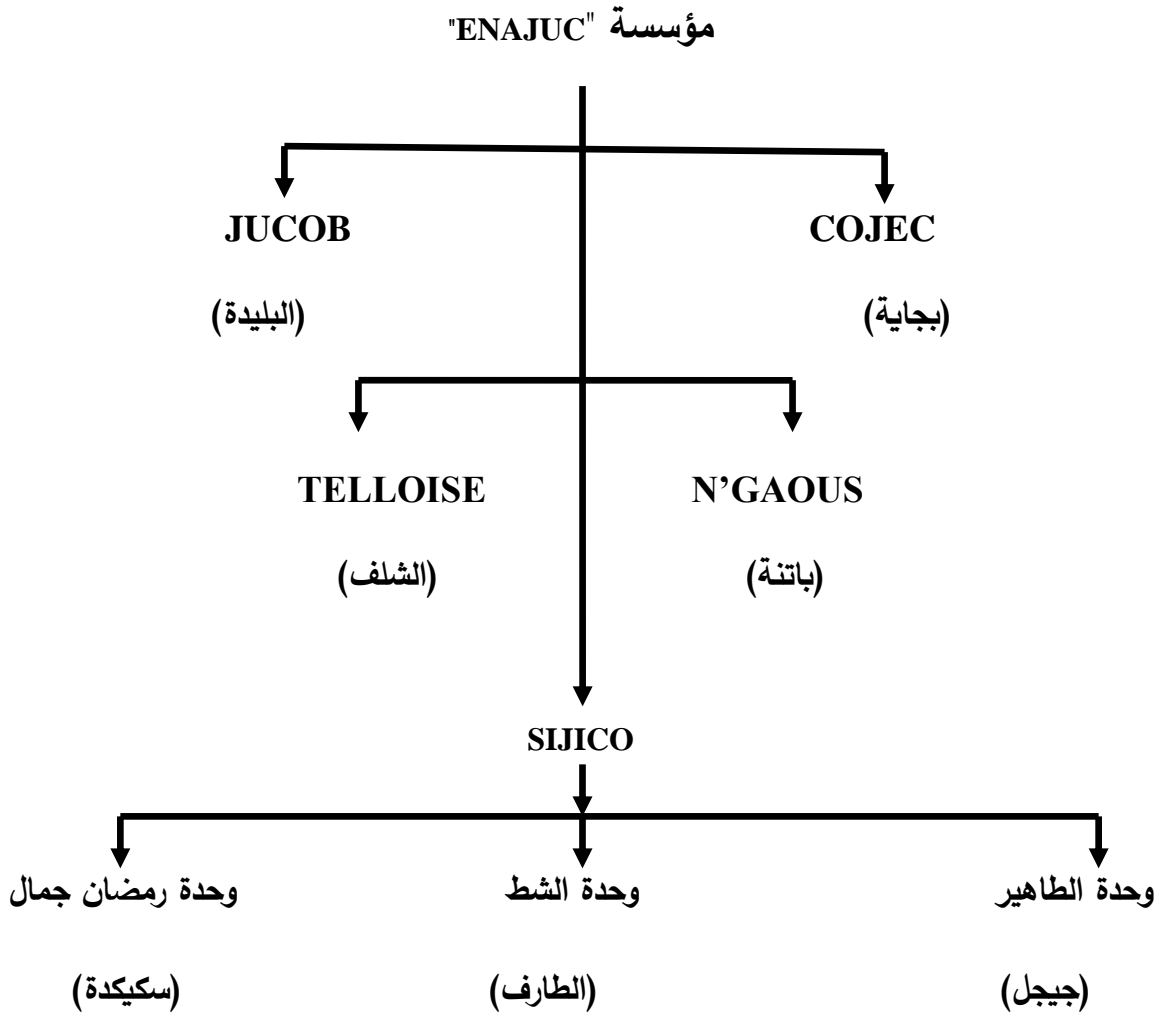 مؤسسة "ENAJUC"
COJEC
(بجاية)
JUCOB
(البليدة)
N’GAOUS
(باتنة)
TELLOISE
(الشلف)
SIJICO
وحدة الطاهير
(جيجل)
وحدة الشط
(الطارف)
وحدة رمضان جمال
(سكيكدة)